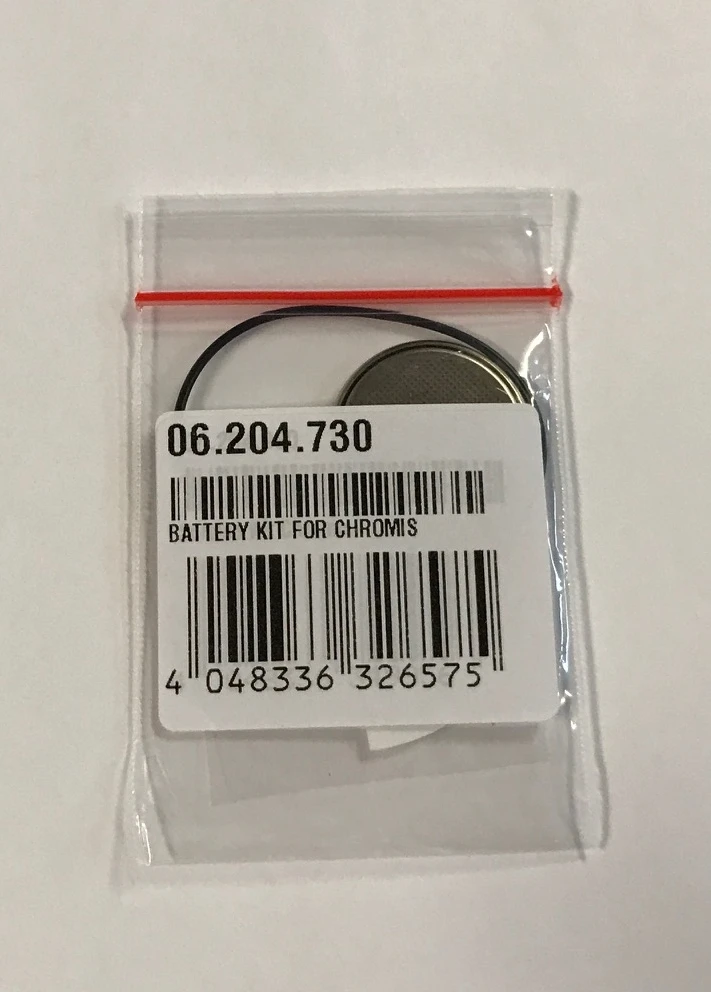 06.204.730
BATTERY KIT FOR CHROMIS
4 048336 326575